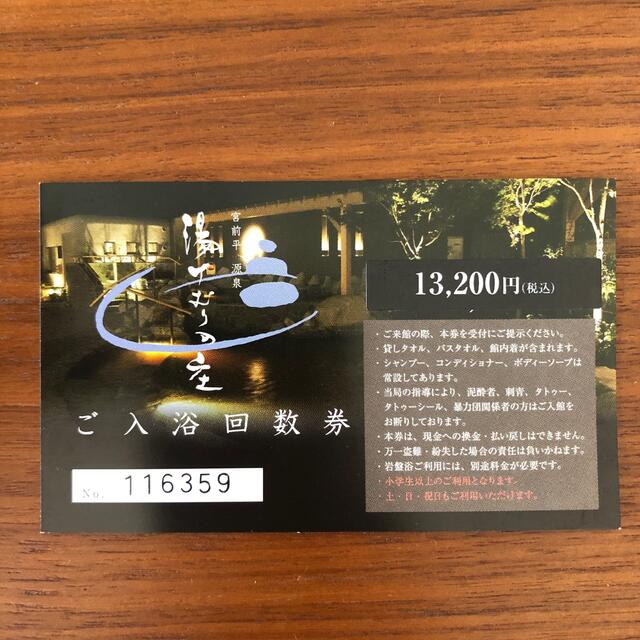 宮前平 源泉
湯けむりの庄
ご入浴回数券
No. 116359
13,200円(税込)
・ご来館の際、本券を受付にご提示ください。
・貸しタオル、バスタオル、館内着が含まれます。
・シャンプー、コンディショナー、ボディーソープは
常設してあります。
・当局の指導により、泥酔者、刺青、タトゥー、
タトゥーシール、暴力団関係者の方はご入館を
お断りしております。
・本券は、現金への換金・払い戻しはできません。
・万一盗難・紛失した場合の責任は負いかねます。
・岩盤浴ご利用には、別途料金が必要です。
・小学生以上のご利用となります。
・土・日・祝日もご利用いただけます。